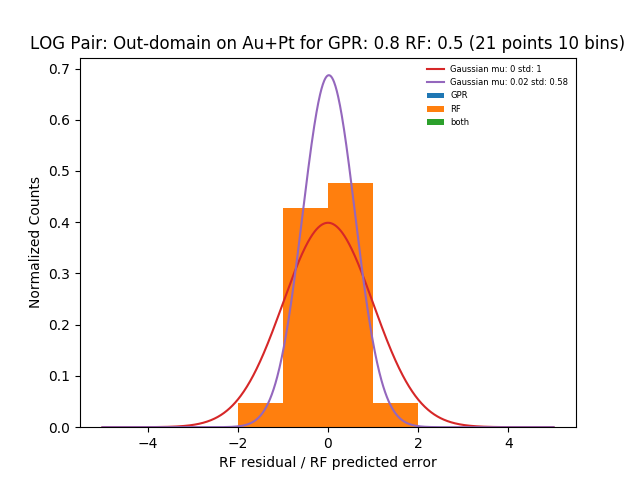 LOG Pair: Out-domain on Au+Pt for GPR: 0.8 RF: 0.5 (21 points 10 bins)
Gaussian mu: 0 std: 1
Gaussian mu: 0.02 std: 0.58
GPR
RF
both
Normalized Counts
0.7
0.6
0.5
0.4
0.3
0.2
0.1
0.0
−4 −2 0 2 4
RF residual / RF predicted error